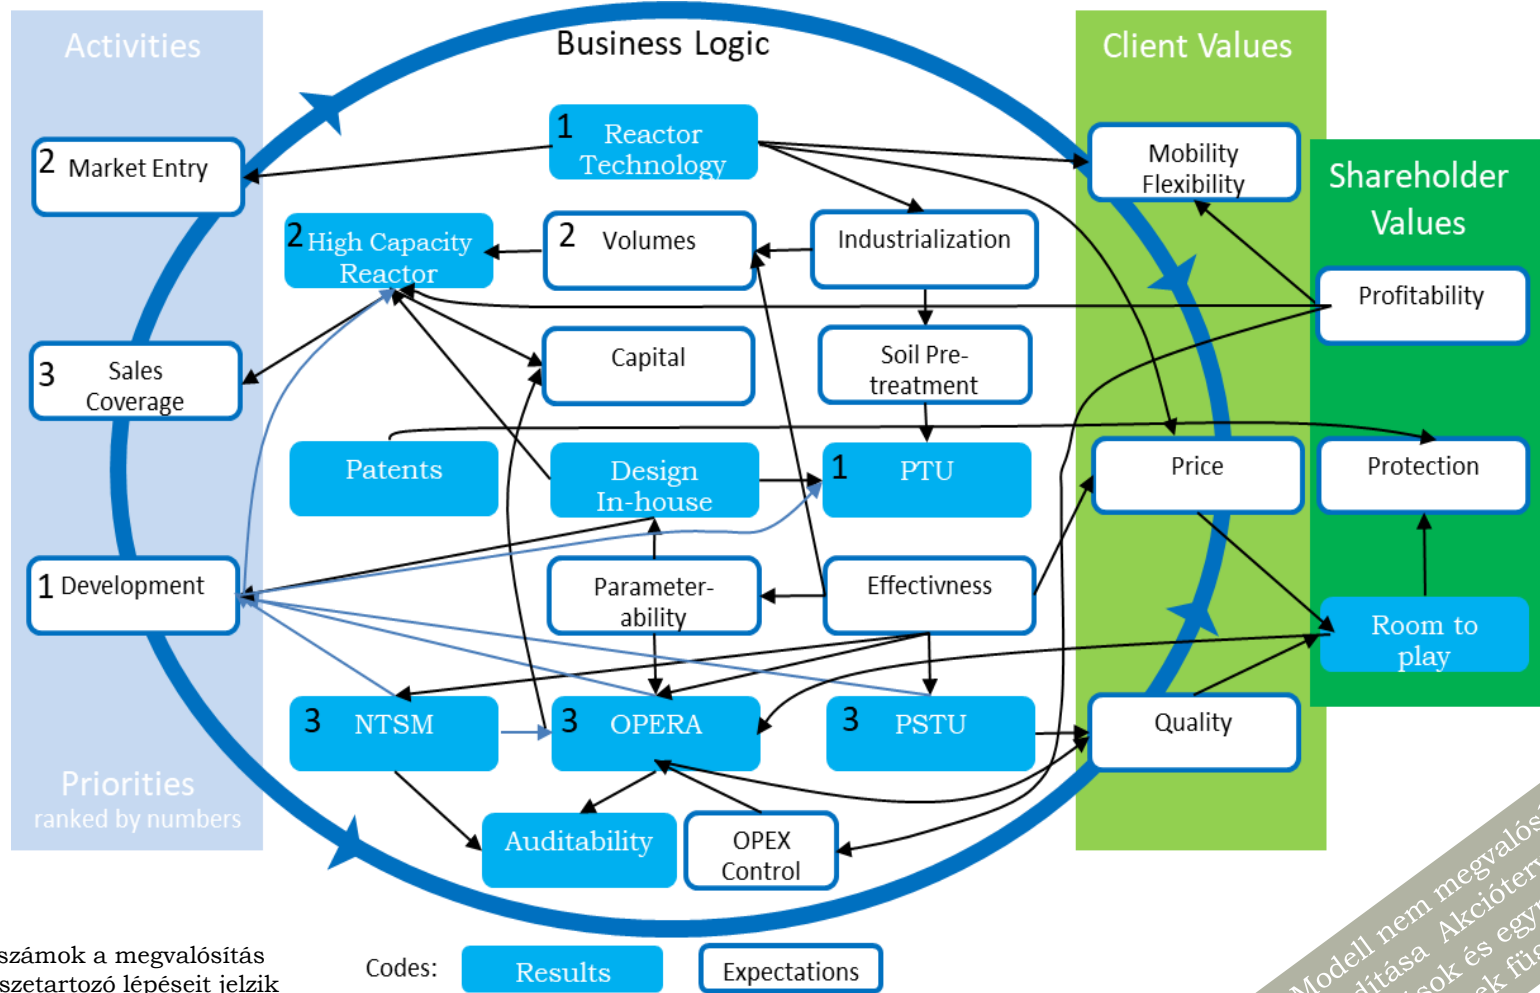 Activities
Business Logic
Client Values
Shareholder
Values
1
Reactor
Technology
2 Market Entry
Mobility
Flexibility
2 High Capacity
Reactor
2 Volumes
Industrialization
Profitability
3 Sales
Coverage
Capital
Soil Pre-
treatment
Patents
Design
In-house
1 PTU
Price
Protection
1 Development
Parameter-
ability
Effectivness
Room to
play
3 NTSM
3 OPERA
3 PSTU
Quality
Priorities
ranked by numbers
Auditability
OPEX
Control
számok a megvalósítás
szetartozó lépéseit jelzik
Codes:
Results
Expectations
Modell nem